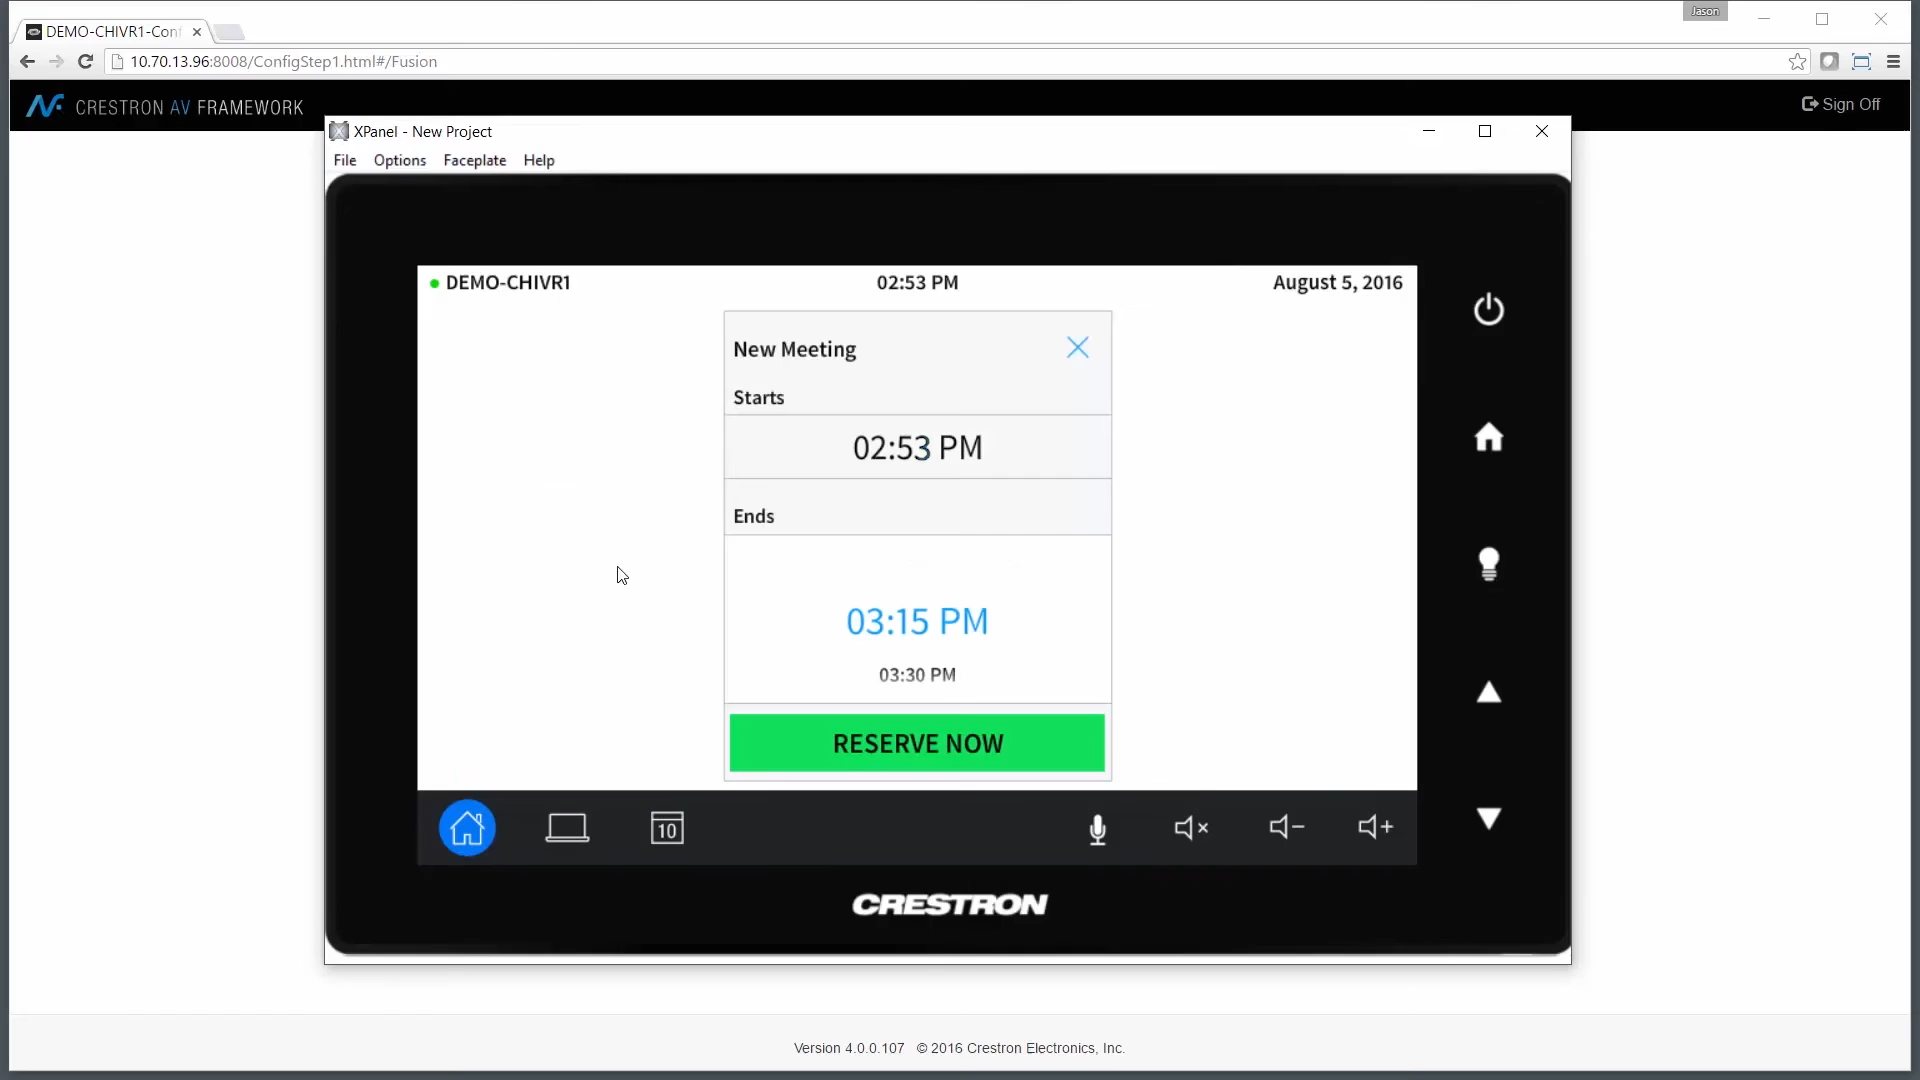 Jason
DEMO-CHIVR1-Conf
10.70.13.96:8008/ConfigStep1.html#/Fusion
CRESTRON AV FRAMEWORK
Sign Off
XPanel - New Project
File Options Faceplate Help
DEMO-CHIVR1 02:53 PM August 5, 2016
New Meeting
Starts
02:53 PM
Ends
03:15 PM
03:30 PM
RESERVE NOW
10
CRESTRON
Version 4.0.0.107 © 2016 Crestron Electronics, Inc.